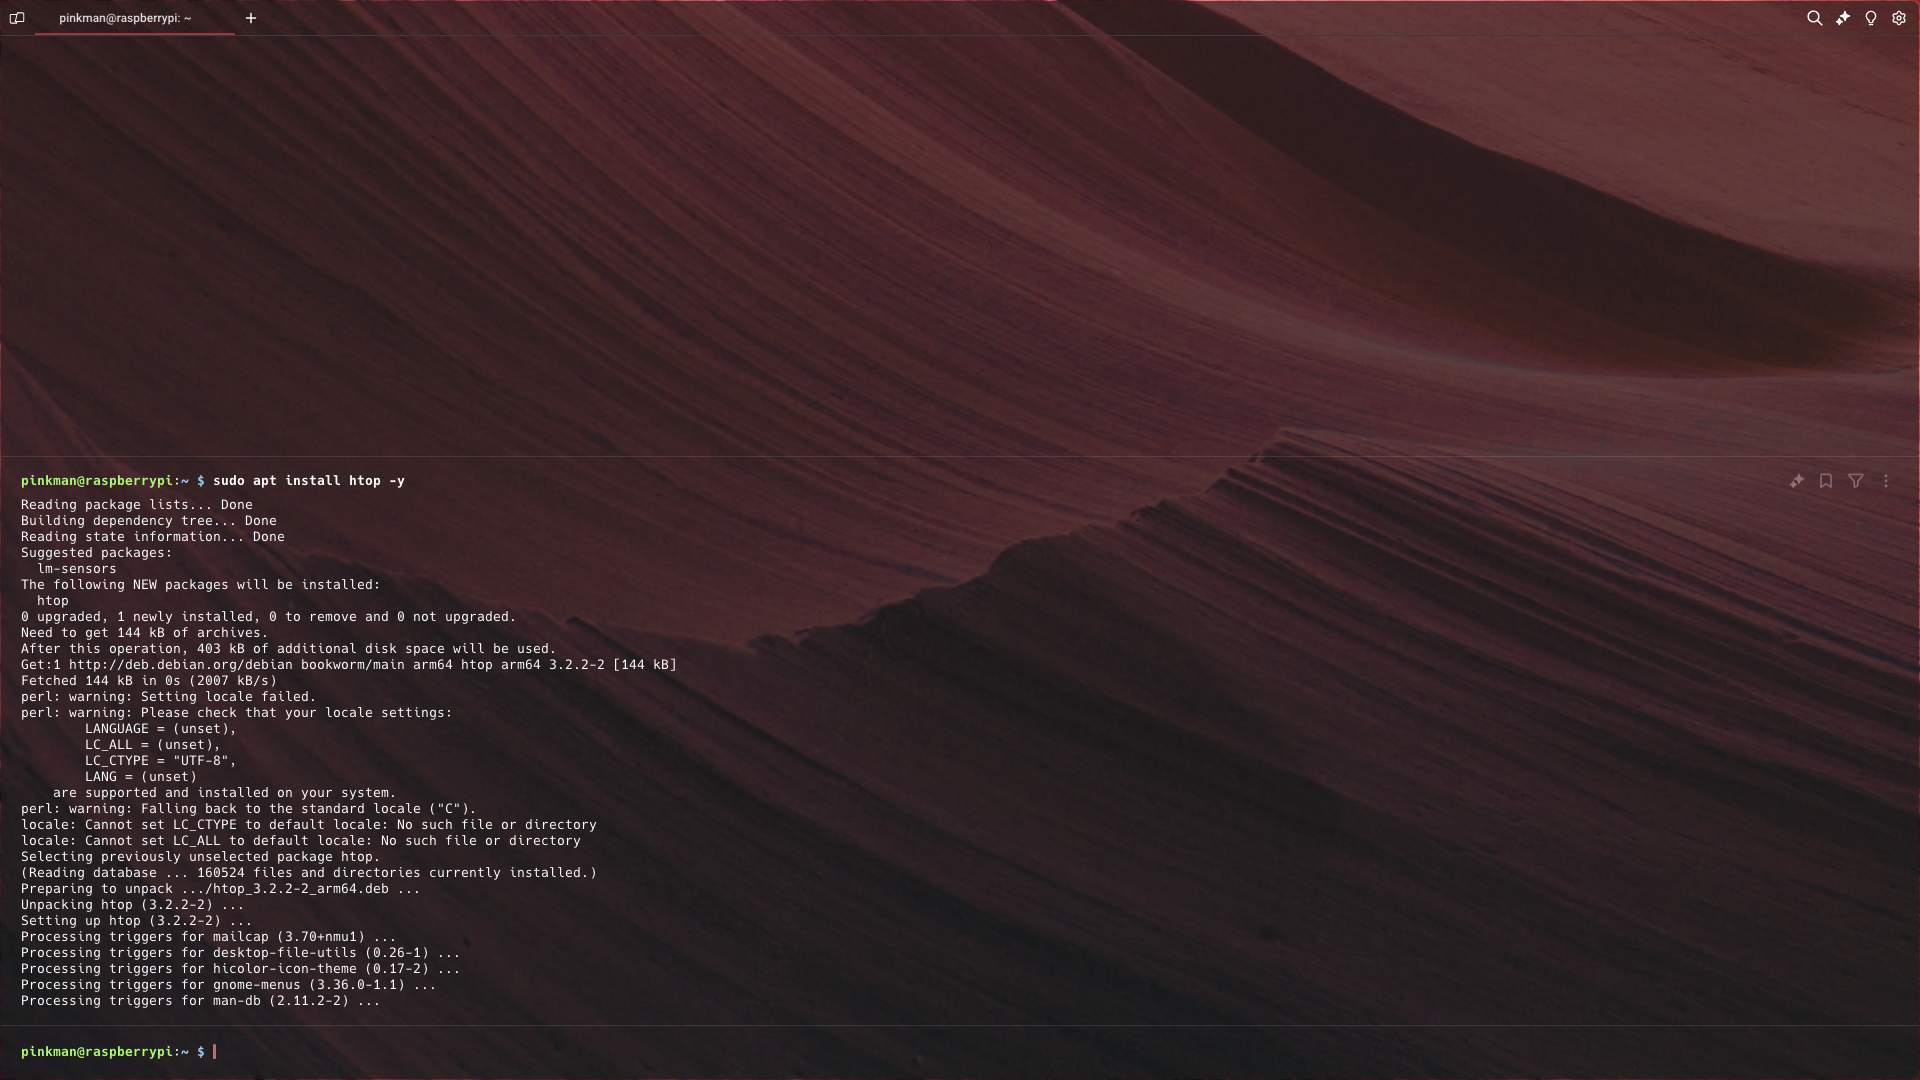 pinkman@raspberrypi: ~
pinkman@raspberrypi:~ $ sudo apt install htop -y
Reading package lists... Done
Building dependency tree... Done
Reading state information... Done
Suggested packages:
  lm-sensors
The following NEW packages will be installed:
  htop
0 upgraded, 1 newly installed, 0 to remove and 0 not upgraded.
Need to get 144 kB of archives.
After this operation, 403 kB of additional disk space will be used.
Get:1 http://deb.debian.org/debian bookworm/main arm64 htop arm64 3.2.2-2 [144 kB]
Fetched 144 kB in 0s (2007 kB/s)
perl: warning: Setting locale failed.
perl: warning: Please check that your locale settings:
        LANGUAGE = (unset),
        LC_ALL = (unset),
        LC_CTYPE = "UTF-8",
        LANG = (unset)
    are supported and installed on your system.
perl: warning: Falling back to the standard locale ("C").
locale: Cannot set LC_CTYPE to default locale: No such file or directory
locale: Cannot set LC_ALL to default locale: No such file or directory
Selecting previously unselected package htop.
(Reading database ... 160524 files and directories currently installed.)
Preparing to unpack .../htop_3.2.2-2_arm64.deb ...
Unpacking htop (3.2.2-2) ...
Setting up htop (3.2.2-2) ...
Processing triggers for mailcap (3.70+nmu1) ...
Processing triggers for desktop-file-utils (0.26-1) ...
Processing triggers for hicolor-icon-theme (0.17-2) ...
Processing triggers for gnome-menus (3.36.0-1.1) ...
Processing triggers for man-db (2.11.2-2) ...
pinkman@raspberrypi:~ $